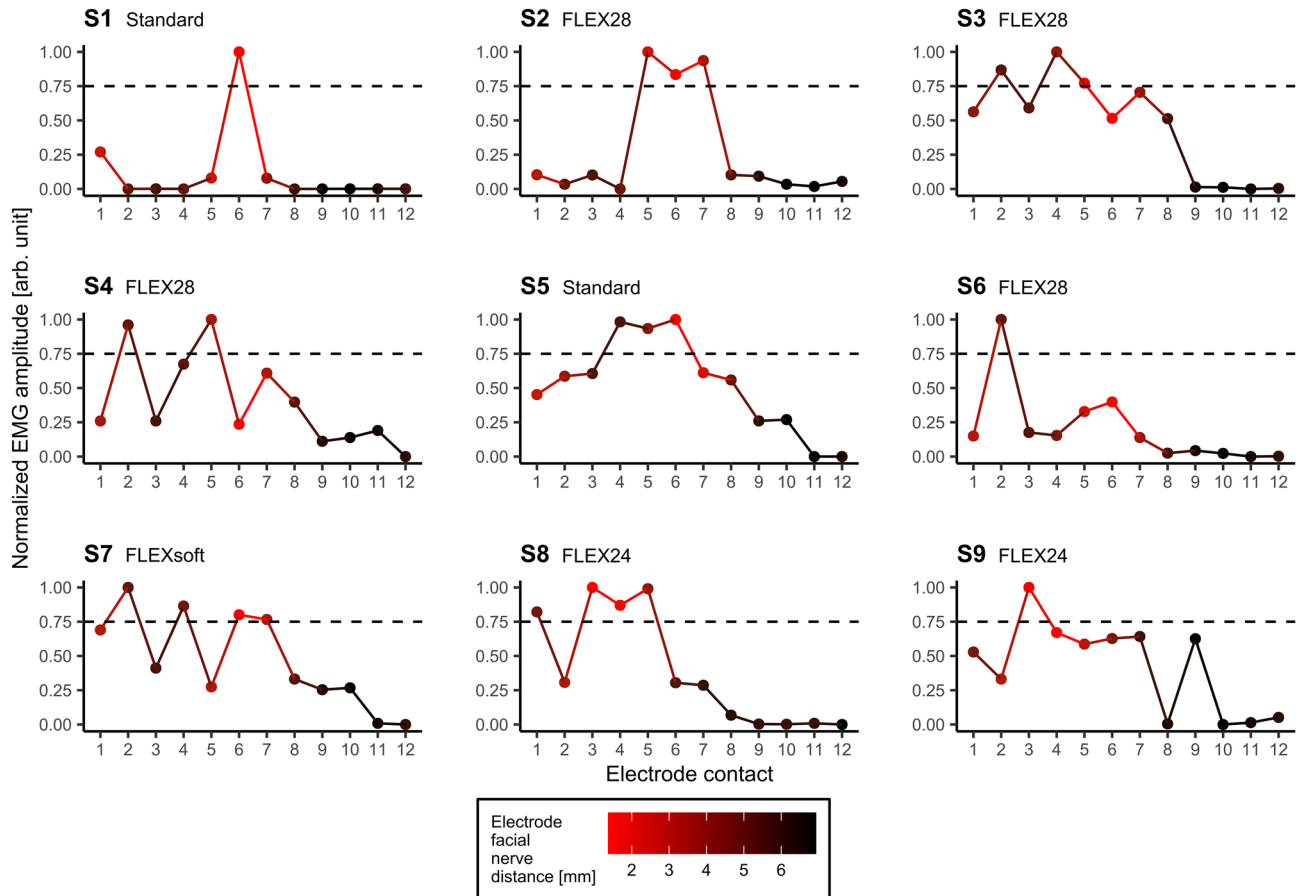 S1 Standard
S2 FLEX28
S3 FLEX28
1.00 0.75 0.50 0.25 0.00
1 2 3 4 5 6 7 8 9 10 11 12
1.00 0.75 0.50 0.25 0.00
1 2 3 4 5 6 7 8 9 10 11 12
1.00 0.75 0.50 0.25 0.00
1 2 3 4 5 6 7 8 9 10 11 12
Normalized EMG amplitude [arb. unit]
S4 FLEX28
S5 Standard
S6 FLEX28
1.00 0.75 0.50 0.25 0.00
1 2 3 4 5 6 7 8 9 10 11 12
1.00 0.75 0.50 0.25 0.00
1 2 3 4 5 6 7 8 9 10 11 12
1.00 0.75 0.50 0.25 0.00
1 2 3 4 5 6 7 8 9 10 11 12
S7 FLEXsoft
S8 FLEX24
S9 FLEX24
1.00 0.75 0.50 0.25 0.00
1 2 3 4 5 6 7 8 9 10 11 12
1.00 0.75 0.50 0.25 0.00
1 2 3 4 5 6 7 8 9 10 11 12
1.00 0.75 0.50 0.25 0.00
1 2 3 4 5 6 7 8 9 10 11 12
Electrode contact
Electrode
facial
nerve
distance [mm]
2 3 4 5 6